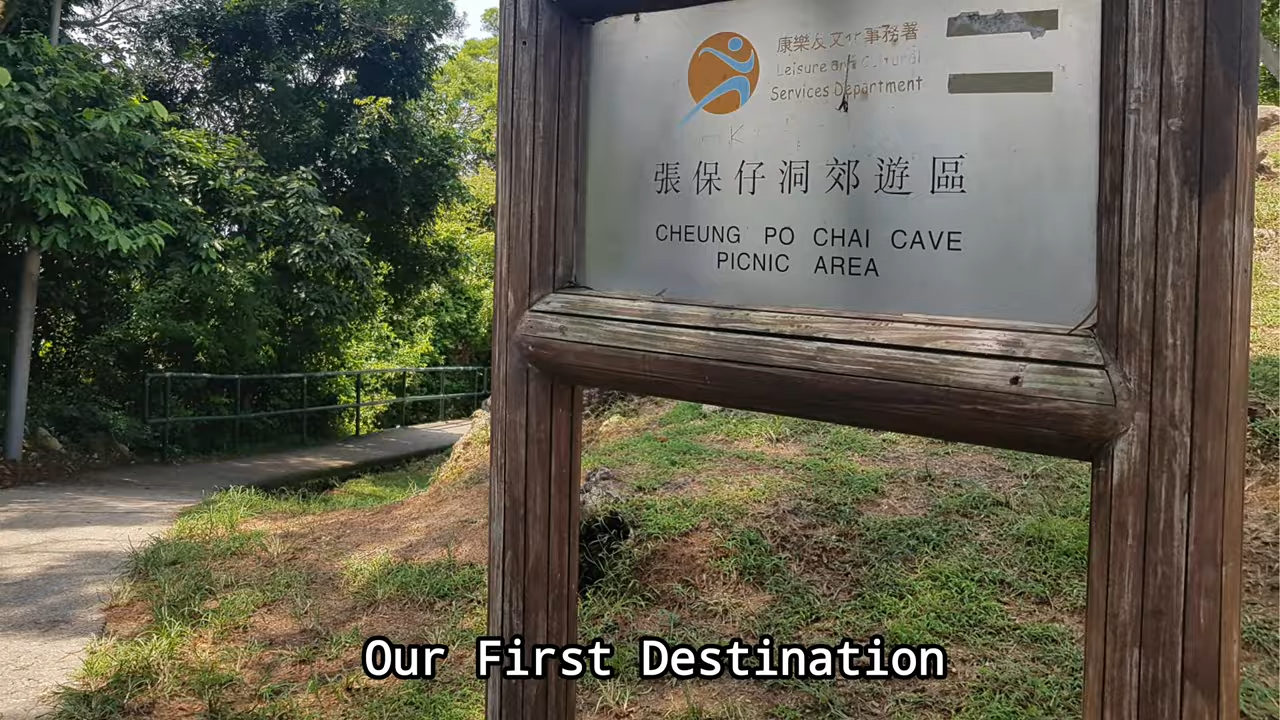 康樂及文化事務署
Leisure and Cultural
Services Department
張保仔洞郊遊區
CHEUNG PO CHAI CAVE
PICNIC AREA
Our First Destination